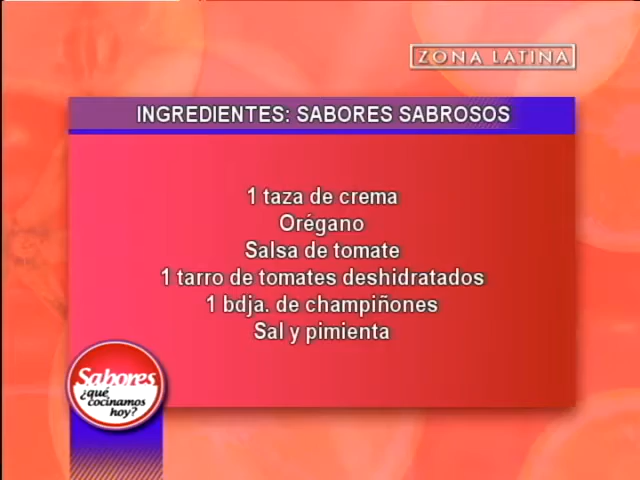 ZONA LATINA
INGREDIENTES: SABORES SABROSOS
1 taza de crema
Orégano
Salsa de tomate
1 tarro de tomates deshidratados
1 bdja. de champiñones
Sal y pimienta
Sabores
¿qué
cocinamos
hoy?